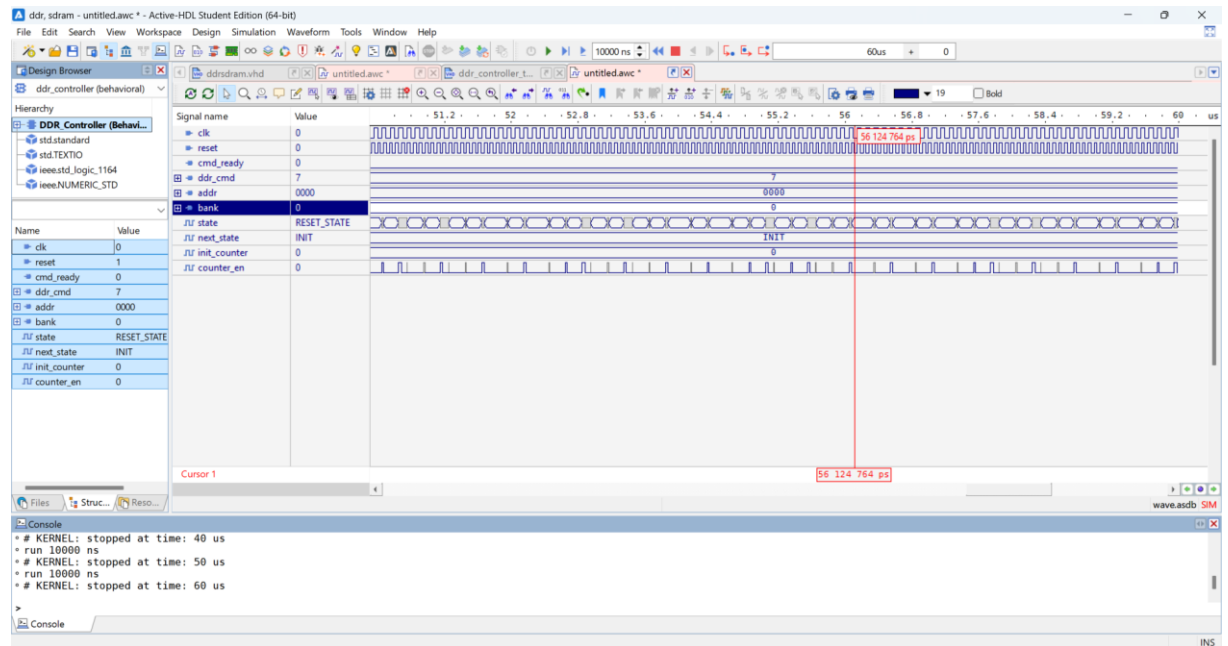 ddr, sdram - untitled.awc * - Active-HDL Student Edition (64-bit)
File Edit Search View Workspace Design Simulation Waveform Tools Window Help
10000 ns 60us + 0
Design Browser
ddrsdram.vhd untitled.awc * ddr_controller_t... untitled.awc *
ddr_controller (behavioral)
19 Bold
Hierarchy
DDR_Controller (Behavi...
std.standard
std.TEXTIO
ieee.std_logic_1164
ieee.NUMERIC_STD
Name Value
clk 0
reset 1
cmd_ready 0
ddr_cmd 7
addr 0000
bank 0
state RESET_STATE
next_state INIT
init_counter 0
counter_en 0
Signal name Value 51.2 52 52.8 53.6 54.4 55.2 56 56.8 57.6 58.4 59.2 60 us
clk 0
56 124 764 ps
reset 0
cmd_ready 0
ddr_cmd 7 7
addr 0000 0000
bank 0 0
state RESET_STATE
next_state INIT INIT
init_counter 0 0
counter_en 0
Cursor 1 56 124 764 ps
Files Struc... Reso...
wave.asdb SIM
Console
# KERNEL: stopped at time: 40 us
run 10000 ns
# KERNEL: stopped at time: 50 us
run 10000 ns
# KERNEL: stopped at time: 60 us
>
Console
INS